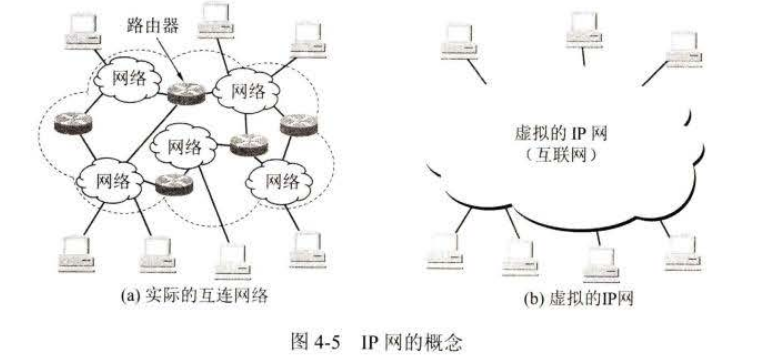 路由器
网络
网络
网络
网络
网络
虚拟的 IP 网
（互联网）
(a) 实际的互连网络
(b) 虚拟的IP网
图 4-5 IP 网的概念